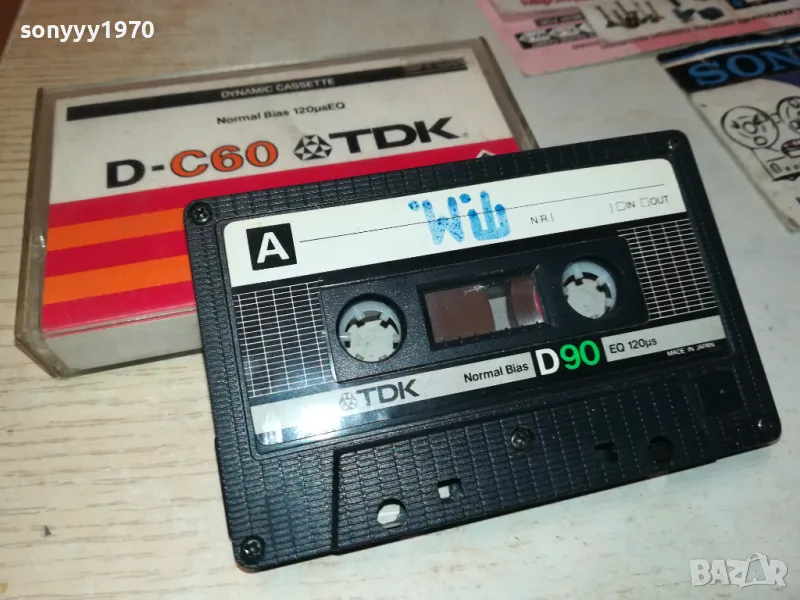 sonyyy1970
DYNAMIC CASSETTE
Normal Bias 120µsEQ
D-C60 TDK
SON
A
N.R.( ) □IN □OUT
TDK Normal Bias D90 EQ 120µs MADE IN JAPAN
BAZAR